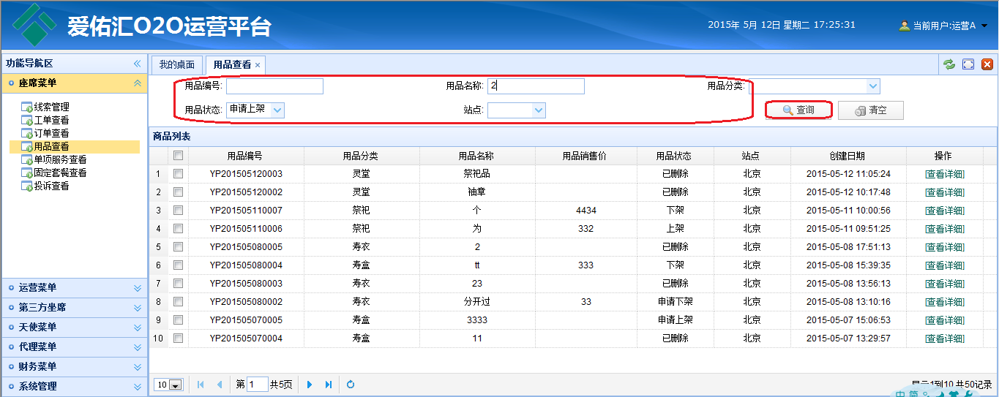 爱佑汇O2O运营平台
2015年 5月 12日 星期二 17:25:31
当前用户:运营A
功能导航区
座席菜单
线索管理
工单查看
订单查看
用品查看
单项服务查看
固定套餐查看
投诉查看
运营菜单
第三方坐席
天使菜单
代理菜单
财务菜单
系统管理
我的桌面 用品查看
用品编号: 用品名称: 2 用品分类:
用品状态: 申请上架 站点: 查询 清空
商品列表
用品编号 用品分类 用品名称 用品销售价 用品状态 站点 创建日期 操作
1 YP201505120003 灵堂 祭祀品 已删除 北京 2015-05-12 11:05:24 [查看详细]
2 YP201505120002 灵堂 袖章 已删除 北京 2015-05-12 10:17:48 [查看详细]
3 YP201505110007 祭祀 个 4434 下架 北京 2015-05-11 10:00:56 [查看详细]
4 YP201505110006 祭祀 为 332 上架 北京 2015-05-11 09:51:25 [查看详细]
5 YP201505080005 寿衣 2 已删除 北京 2015-05-08 17:51:13 [查看详细]
6 YP201505080004 寿盒 tt 333 下架 北京 2015-05-08 15:39:35 [查看详细]
7 YP201505080003 寿衣 23 已删除 北京 2015-05-08 13:56:13 [查看详细]
8 YP201505080002 寿衣 分开过 33 申请下架 北京 2015-05-08 13:10:16 [查看详细]
9 YP201505070005 寿盒 3333 申请上架 北京 2015-05-07 15:06:53 [查看详细]
10 YP201505070004 寿盒 11 已删除 北京 2015-05-07 13:29:57 [查看详细]
10 第 1 共5页 显示1到10 共50记录
中 简